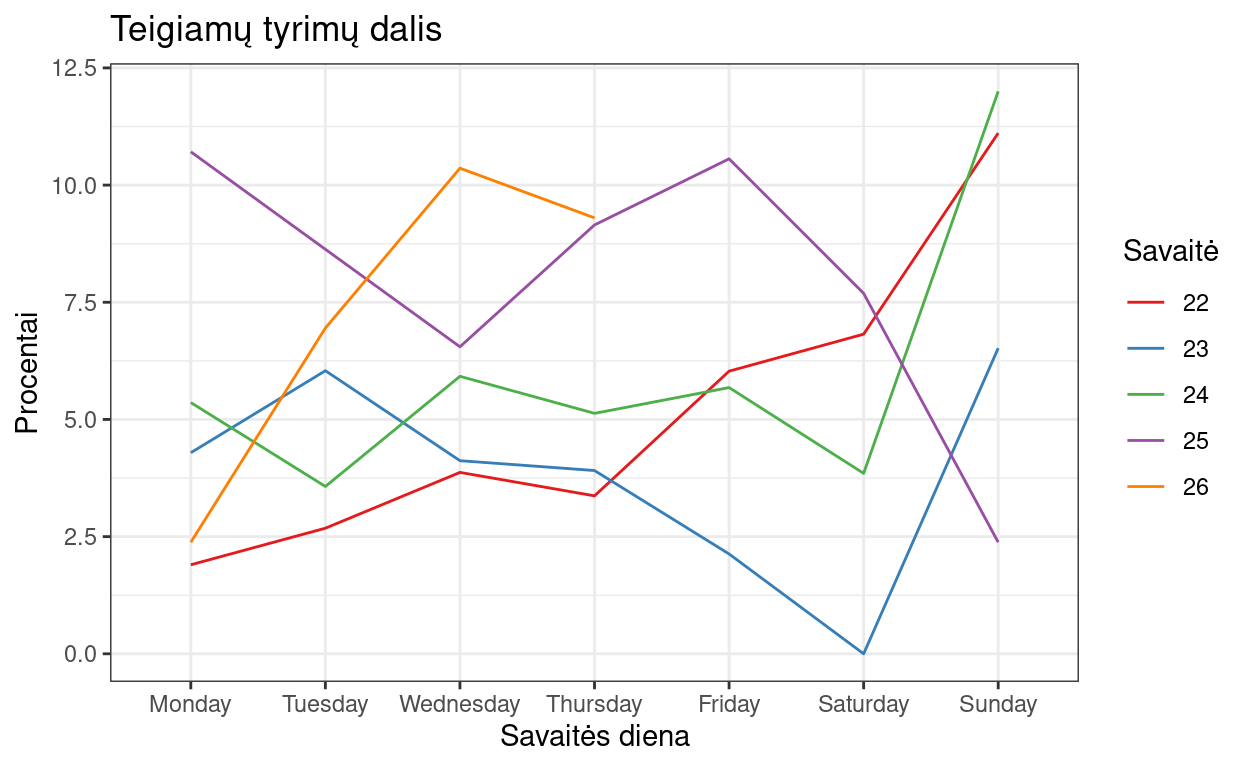 Teigiamų tyrimų dalis
Procentai
12.5
10.0
7.5
5.0
2.5
0.0
Monday Tuesday Wednesday Thursday Friday Saturday Sunday
Savaitės diena
Savaitė
22
23
24
25
26